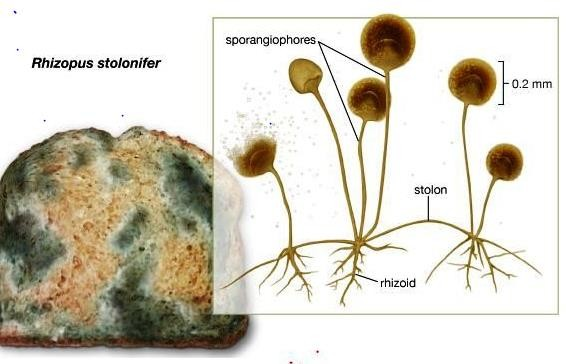 sporangiophores
Rhizopus stolonifer
0.2 mm
stolon
rhizoid